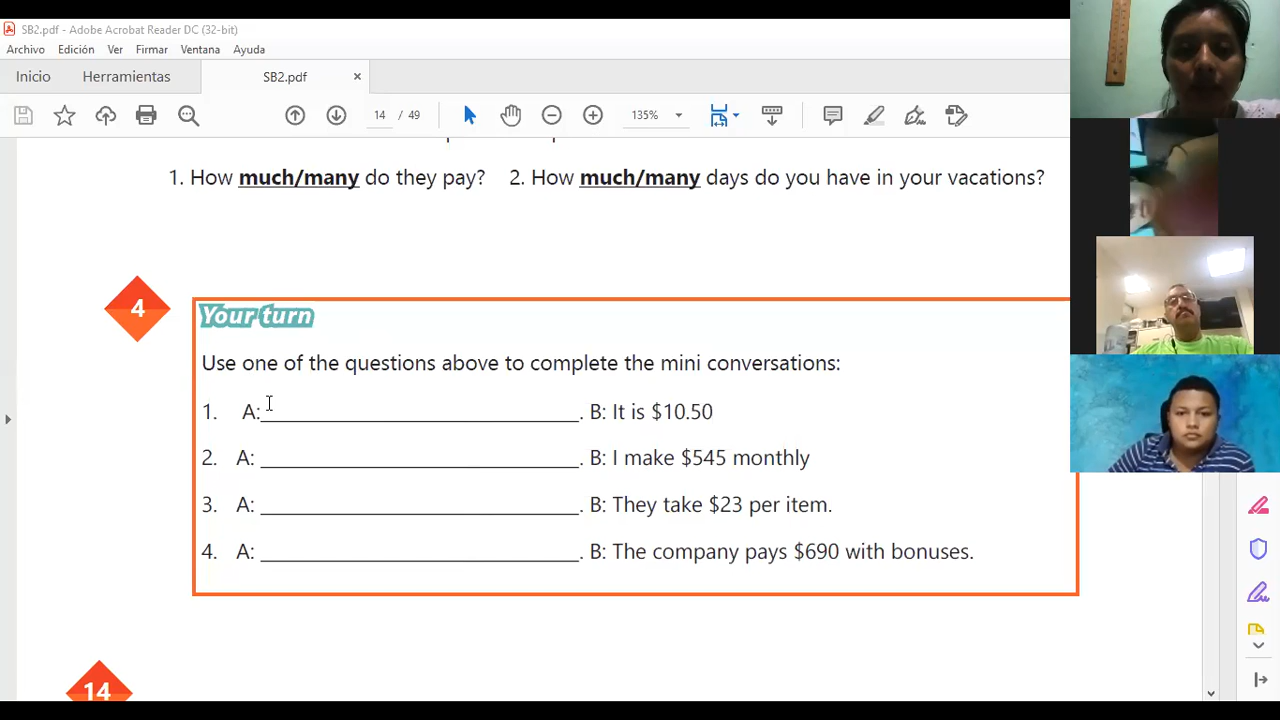 SB2.pdf - Adobe Acrobat Reader DC (32-bit)
Archivo Edición Ver Firmar Ventana Ayuda
Inicio Herramientas SB2.pdf ×
14 / 49 135%
1. How much/many do they pay? 2. How much/many days do you have in your vacations?
4
Your turn
Use one of the questions above to complete the mini conversations:
1. A:____________________. B: It is $10.50
2. A: ____________________. B: I make $545 monthly
3. A: ____________________. B: They take $23 per item.
4. A: ____________________. B: The company pays $690 with bonuses.
14